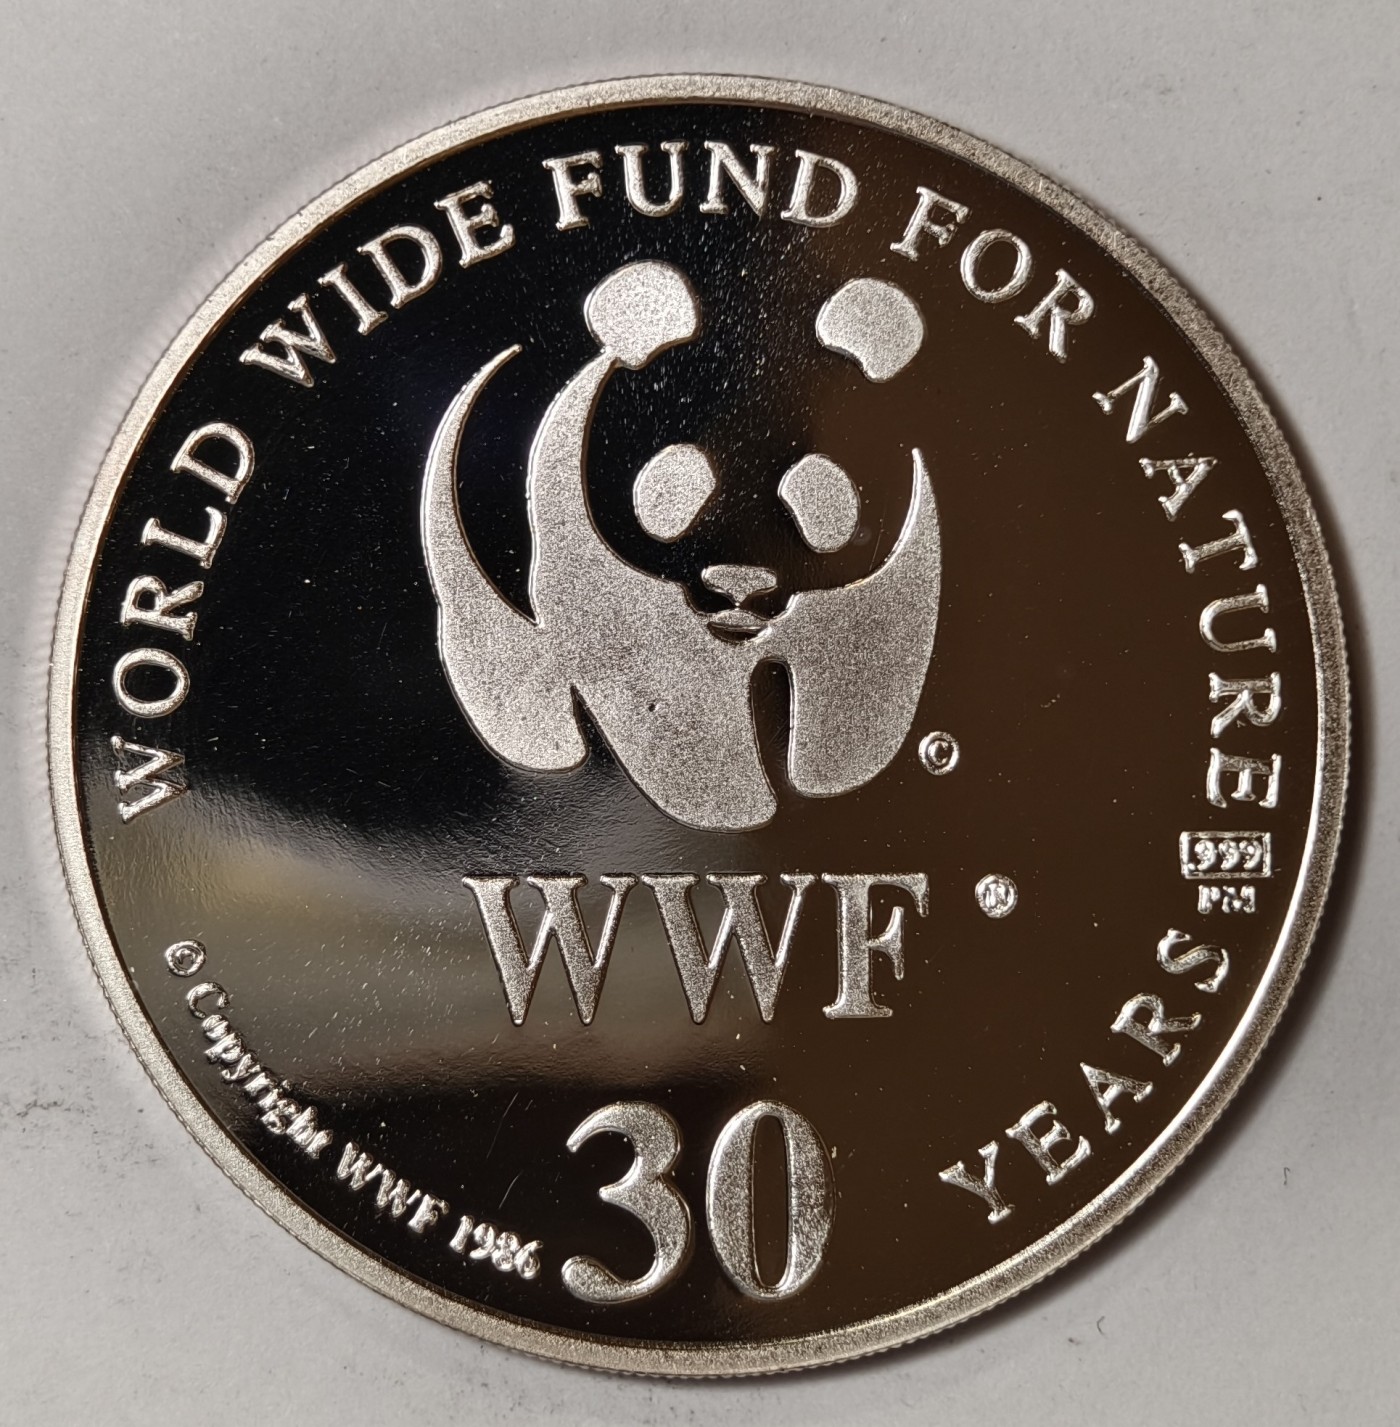 WORLD WIDE FUND FOR NATURE
©
WWF ®
.999
PM
30 YEARS
© Copyright WWF 1986